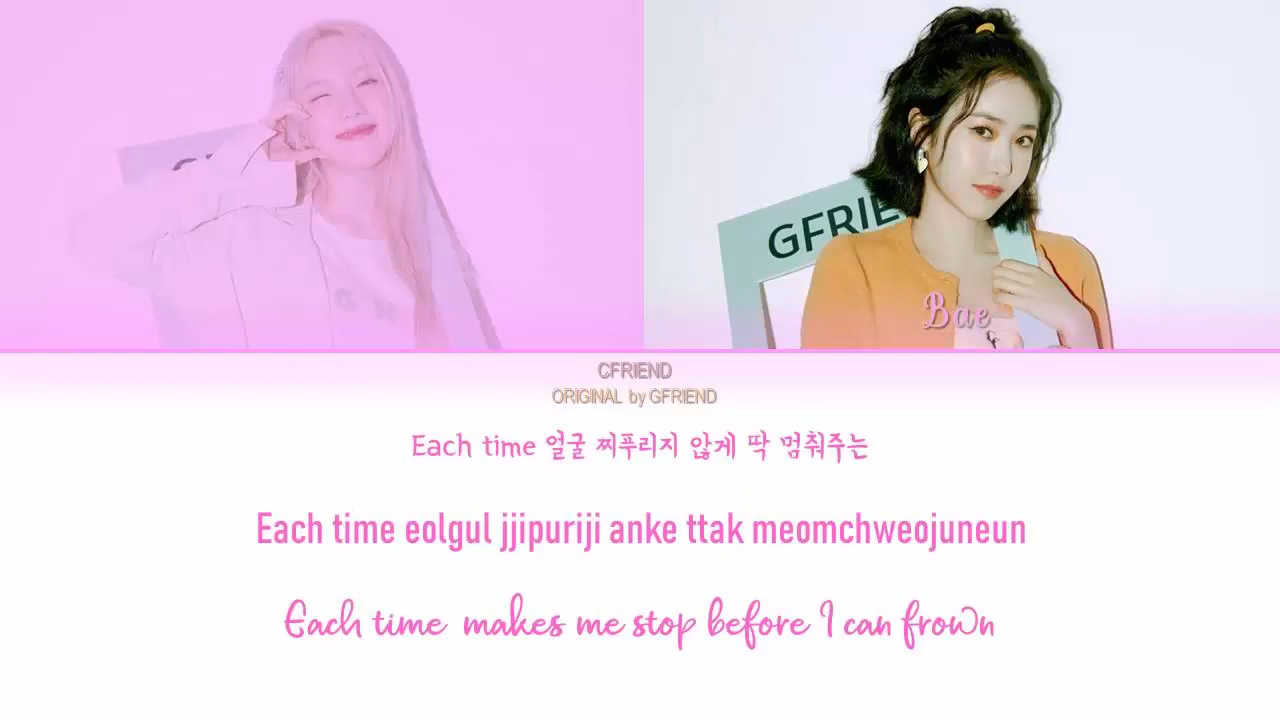 GFRIE
Bae
CFRIEND
ORIGINAL by GFRIEND
Each time 얼굴 찌푸리지 않게 딱 멈춰주는
Each time eolgul jjipuriji anke ttak meomchweojuneun
Each time makes me stop before I can frown